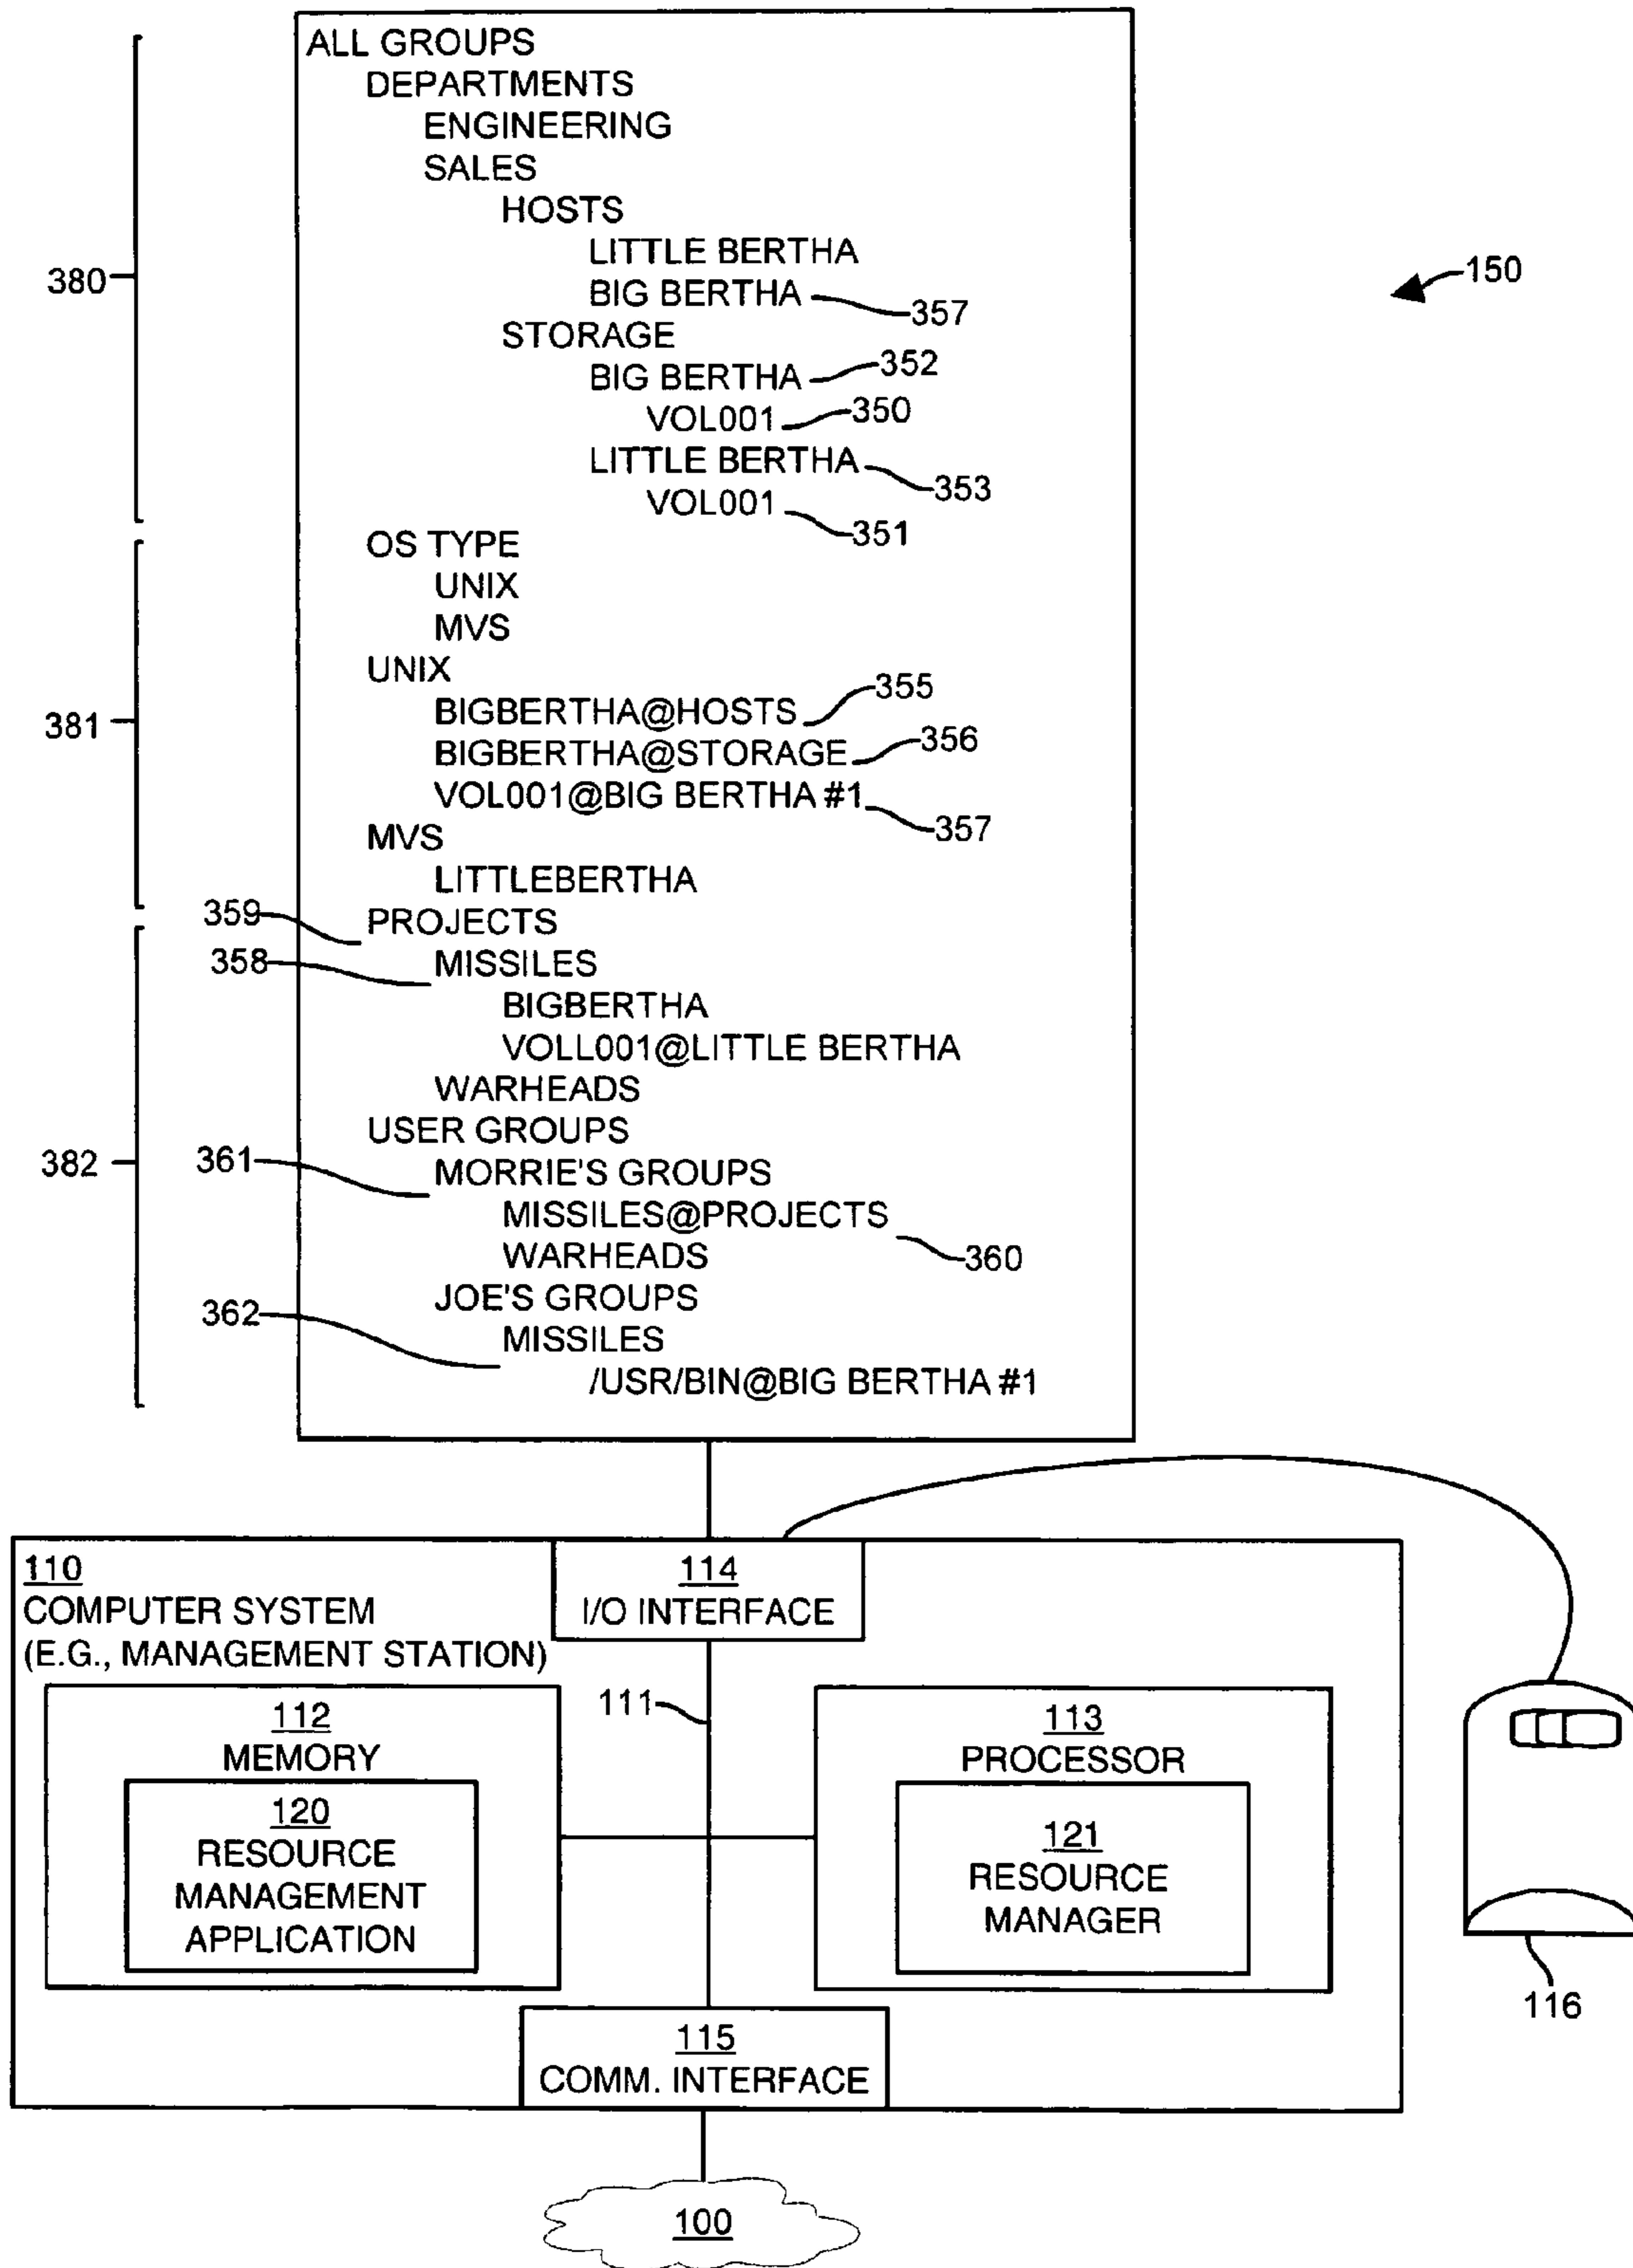 ALL GROUPS
DEPARTMENTS
ENGINEERING
SALES
HOSTS
LITTLE BERTHA
380
150
BIG BERTHA
357
STORAGE
BIG BERTHA
352
VOL001
350
LITTLE BERTHA
353
VOL001
351
OS TYPE
UNIX
MVS
UNIX
355
381
BIGBERTHA@HOSTS
BIGBERTHA@STORAGE
356
VOL001@BIG BERTHA #1
357
MVS
LITTLEBERTHA
359
PROJECTS
358
MISSILES
BIGBERTHA
VOLL001@LITTLE BERTHA
WARHEADS
USER GROUPS
382
361
MORRIE'S GROUPS
MISSILES@PROJECTS
WARHEADS
360
JOE'S GROUPS
362
MISSILES
/USR/BIN@BIG BERTHA #1
110
COMPUTER SYSTEM
(E.G., MANAGEMENT STATION)
114
I/O INTERFACE
111
112
MEMORY
120
RESOURCE
MANAGEMENT
APPLICATION
113
PROCESSOR
121
RESOURCE
MANAGER
116
115
COMM. INTERFACE
100